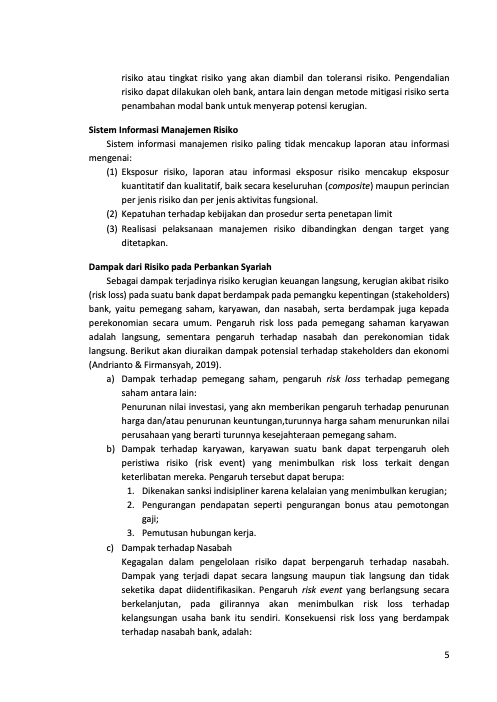 risiko atau tingkat risiko yang akan diambil dan toleransi risiko. Pengendalian
risiko dapat dilakukan oleh bank, antara lain dengan metode mitigasi risiko serta
penambahan modal bank untuk menyerap potensi kerugian.
Sistem Informasi Manajemen Risiko
Sistem informasi manajemen risiko paling tidak mencakup laporan atau informasi
mengenai:
(1) Eksposur risiko, laporan atau informasi eksposur risiko mencakup eksposur
kuantitatif dan kualitatif, baik secara keseluruhan (composite) maupun perincian
per jenis risiko dan per jenis aktivitas fungsional.
(2) Kepatuhan terhadap kebijakan dan prosedur serta penetapan limit
(3) Realisasi pelaksanaan manajemen risiko dibandingkan dengan target yang
ditetapkan.
Dampak dari Risiko pada Perbankan Syariah
Sebagai dampak terjadinya risiko kerugian keuangan langsung, kerugian akibat risiko
(risk loss) pada suatu bank dapat berdampak pada pemangku kepentingan (stakeholders)
bank, yaitu pemegang saham, karyawan, dan nasabah, serta berdampak juga kepada
perekonomian secara umum. Pengaruh risk loss pada pemegang sahaman karyawan
adalah langsung, sementara pengaruh terhadap nasabah dan perekonomian tidak
langsung. Berikut akan diuraikan dampak potensial terhadap stakeholders dan ekonomi
(Andrianto & Firmansyah, 2019).
a) Dampak terhadap pemegang saham, pengaruh risk loss terhadap pemegang
saham antara lain:
Penurunan nilai investasi, yang akn memberikan pengaruh terhadap penurunan
harga dan/atau penurunan keuntungan,turunnya harga saham menurunkan nilai
perusahaan yang berarti turunnya kesejahteraan pemegang saham.
b) Dampak terhadap karyawan, karyawan suatu bank dapat terpengaruh oleh
peristiwa risiko (risk event) yang menimbulkan risk loss terkait dengan
keterlibatan mereka. Pengaruh tersebut dapat berupa:
1. Dikenakan sanksi indisipliner karena kelalaian yang menimbulkan kerugian;
2. Pengurangan pendapatan seperti pengurangan bonus atau pemotongan
gaji;
3. Pemutusan hubungan kerja.
c) Dampak terhadap Nasabah
Kegagalan dalam pengelolaan risiko dapat berpengaruh terhadap nasabah.
Dampak yang terjadi dapat secara langsung maupun tiak langsung dan tidak
seketika dapat diidentifikasikan. Pengaruh risk event yang berlangsung secara
berkelanjutan, pada gilirannya akan menimbulkan risk loss terhadap
kelangsungan usaha bank itu sendiri. Konsekuensi risk loss yang berdampak
terhadap nasabah bank, adalah:
5